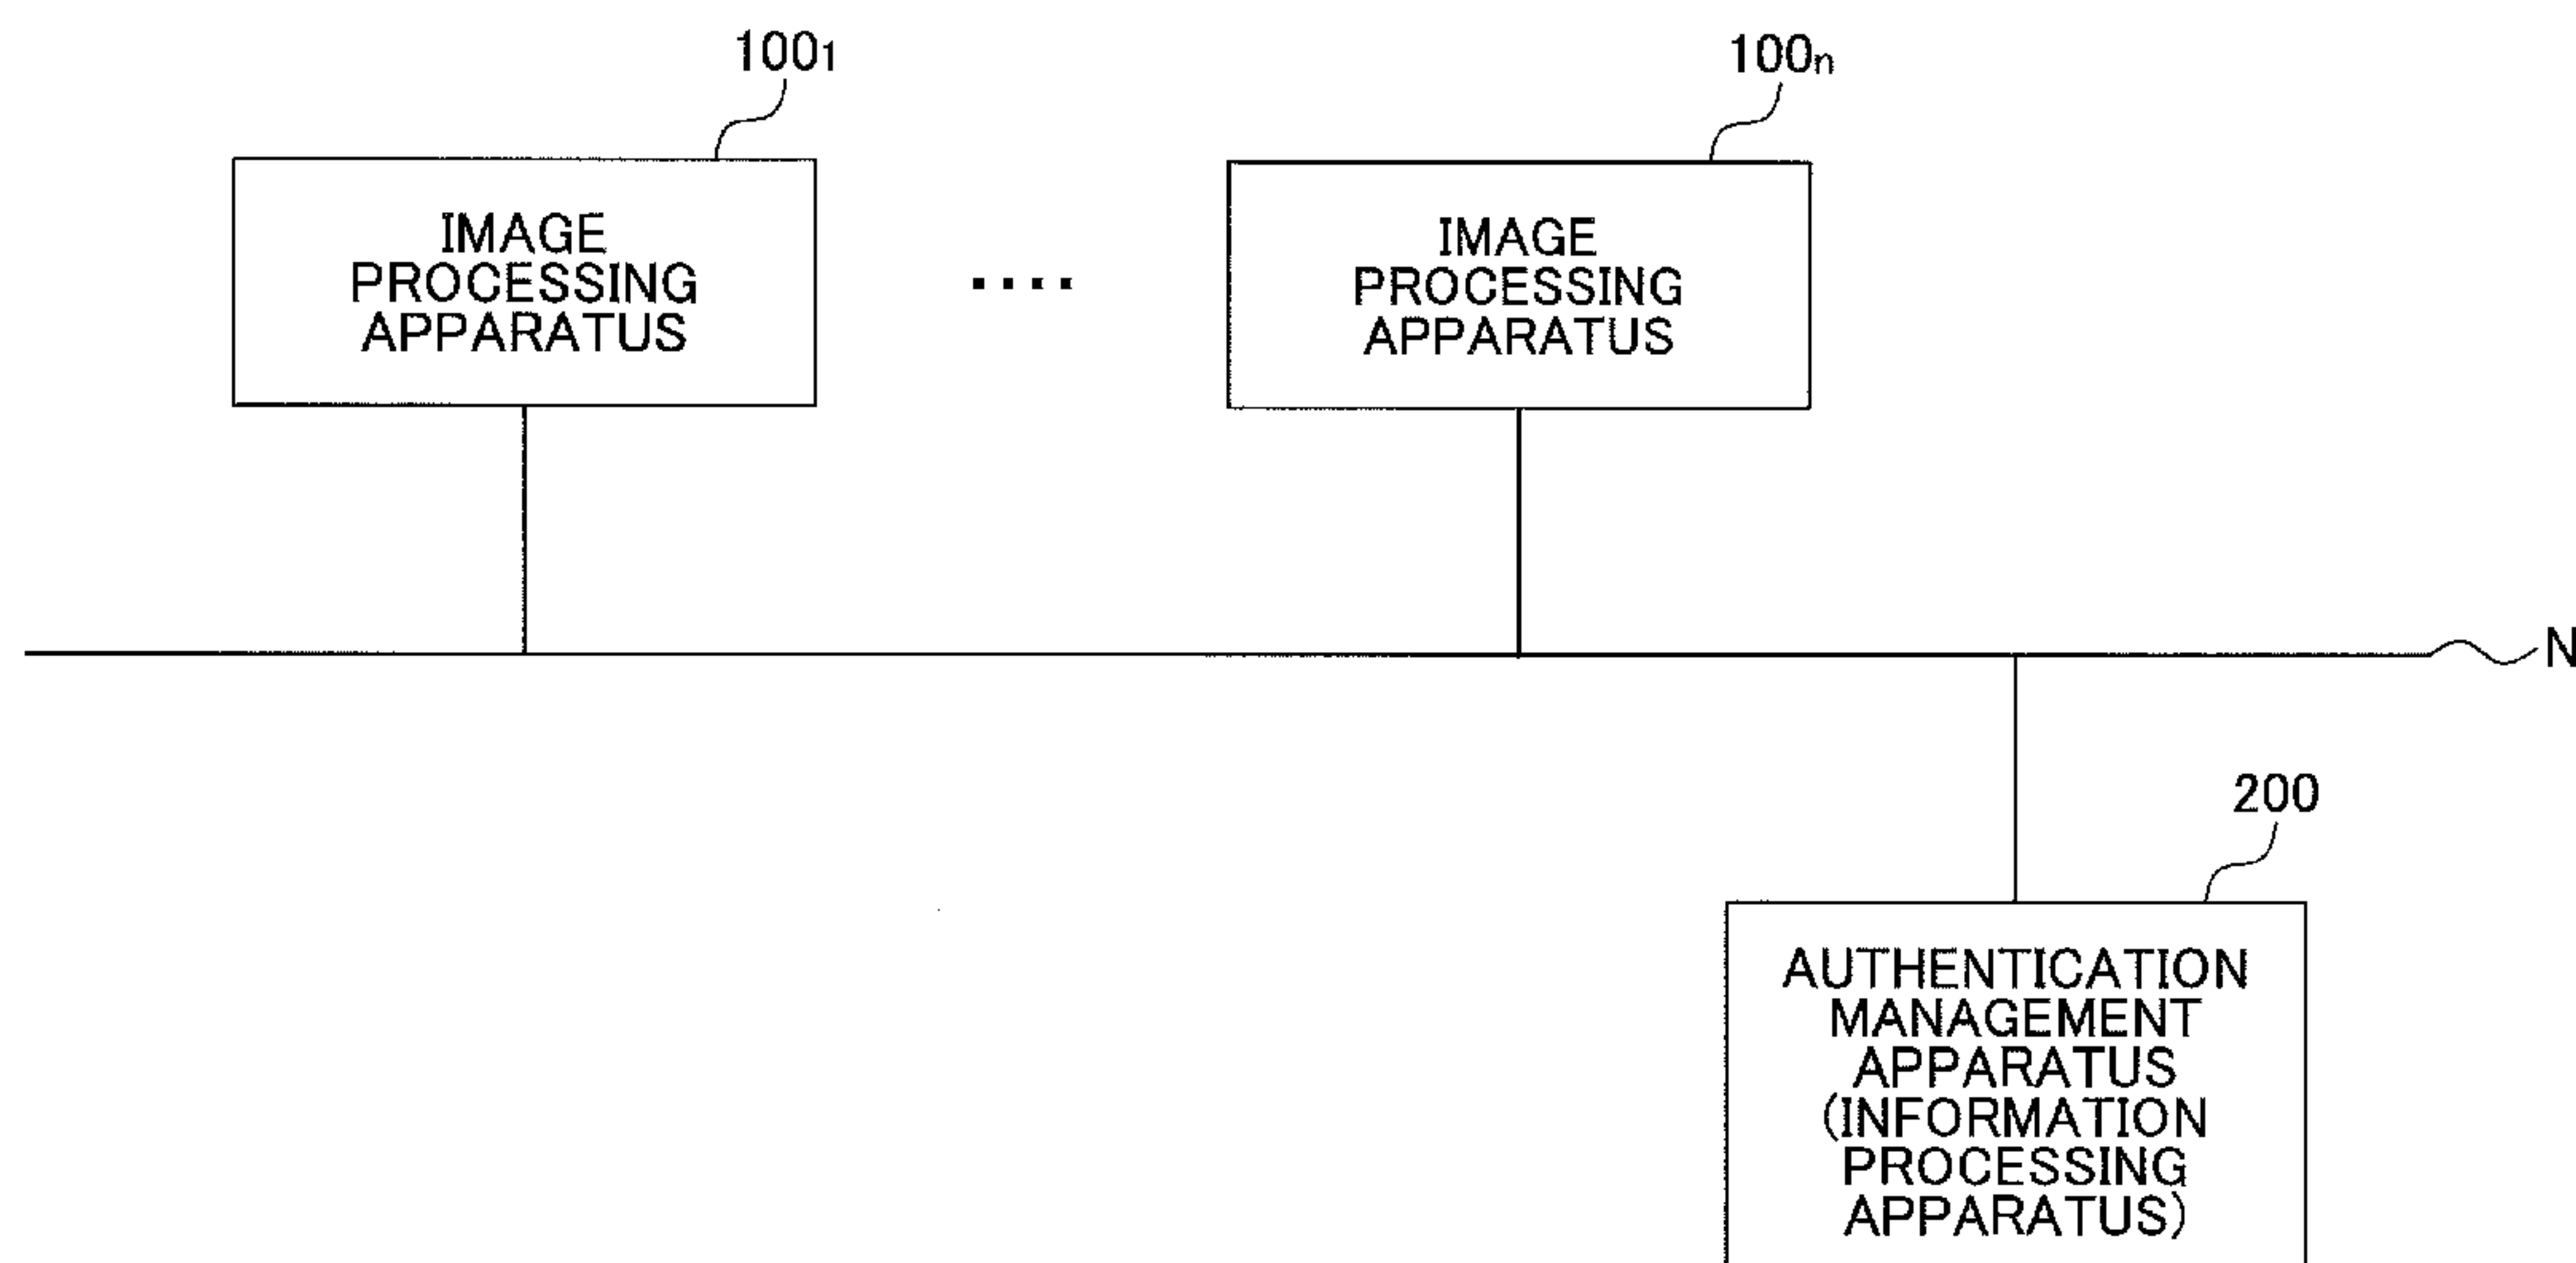 100₁
100ₙ
IMAGE
PROCESSING
APPARATUS
····
IMAGE
PROCESSING
APPARATUS
N
200
AUTHENTICATION
MANAGEMENT
APPARATUS
(INFORMATION
PROCESSING
APPARATUS)